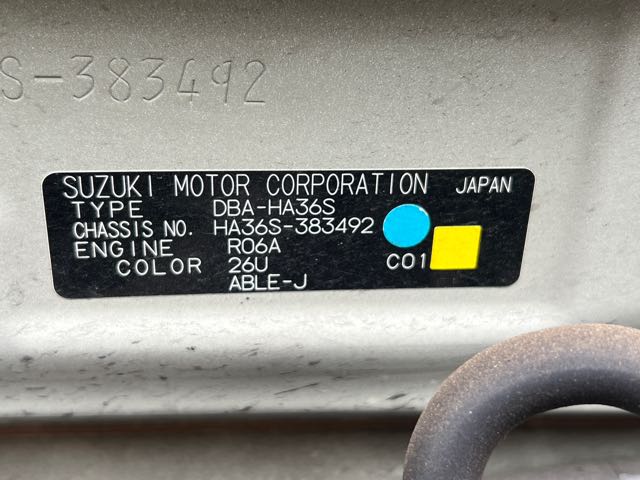 S-383492
SUZUKI MOTOR CORPORATION JAPAN
TYPE DBA-HA36S
CHASSIS NO. HA36S-383492
ENGINE R06A
COLOR 26U C01
ABLE-J